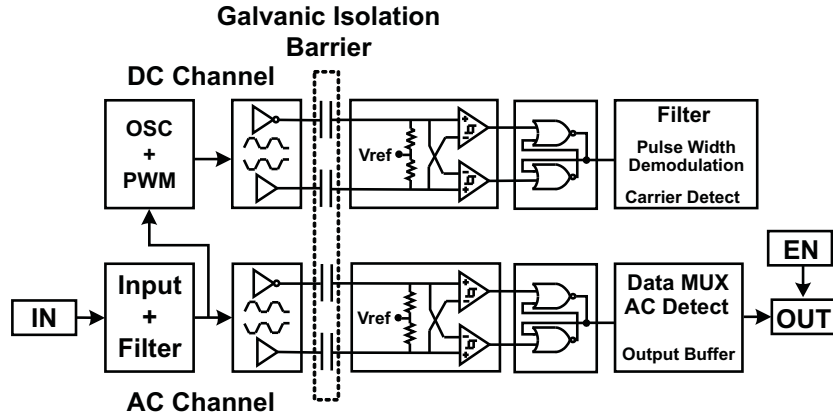 Galvanic Isolation
Barrier
DC Channel
OSC
+
PWM
Vref
Filter
Pulse Width
Demodulation
Carrier Detect
IN
Input
+
Filter
Vref
Data MUX
AC Detect
Output Buffer
EN
OUT
AC Channel